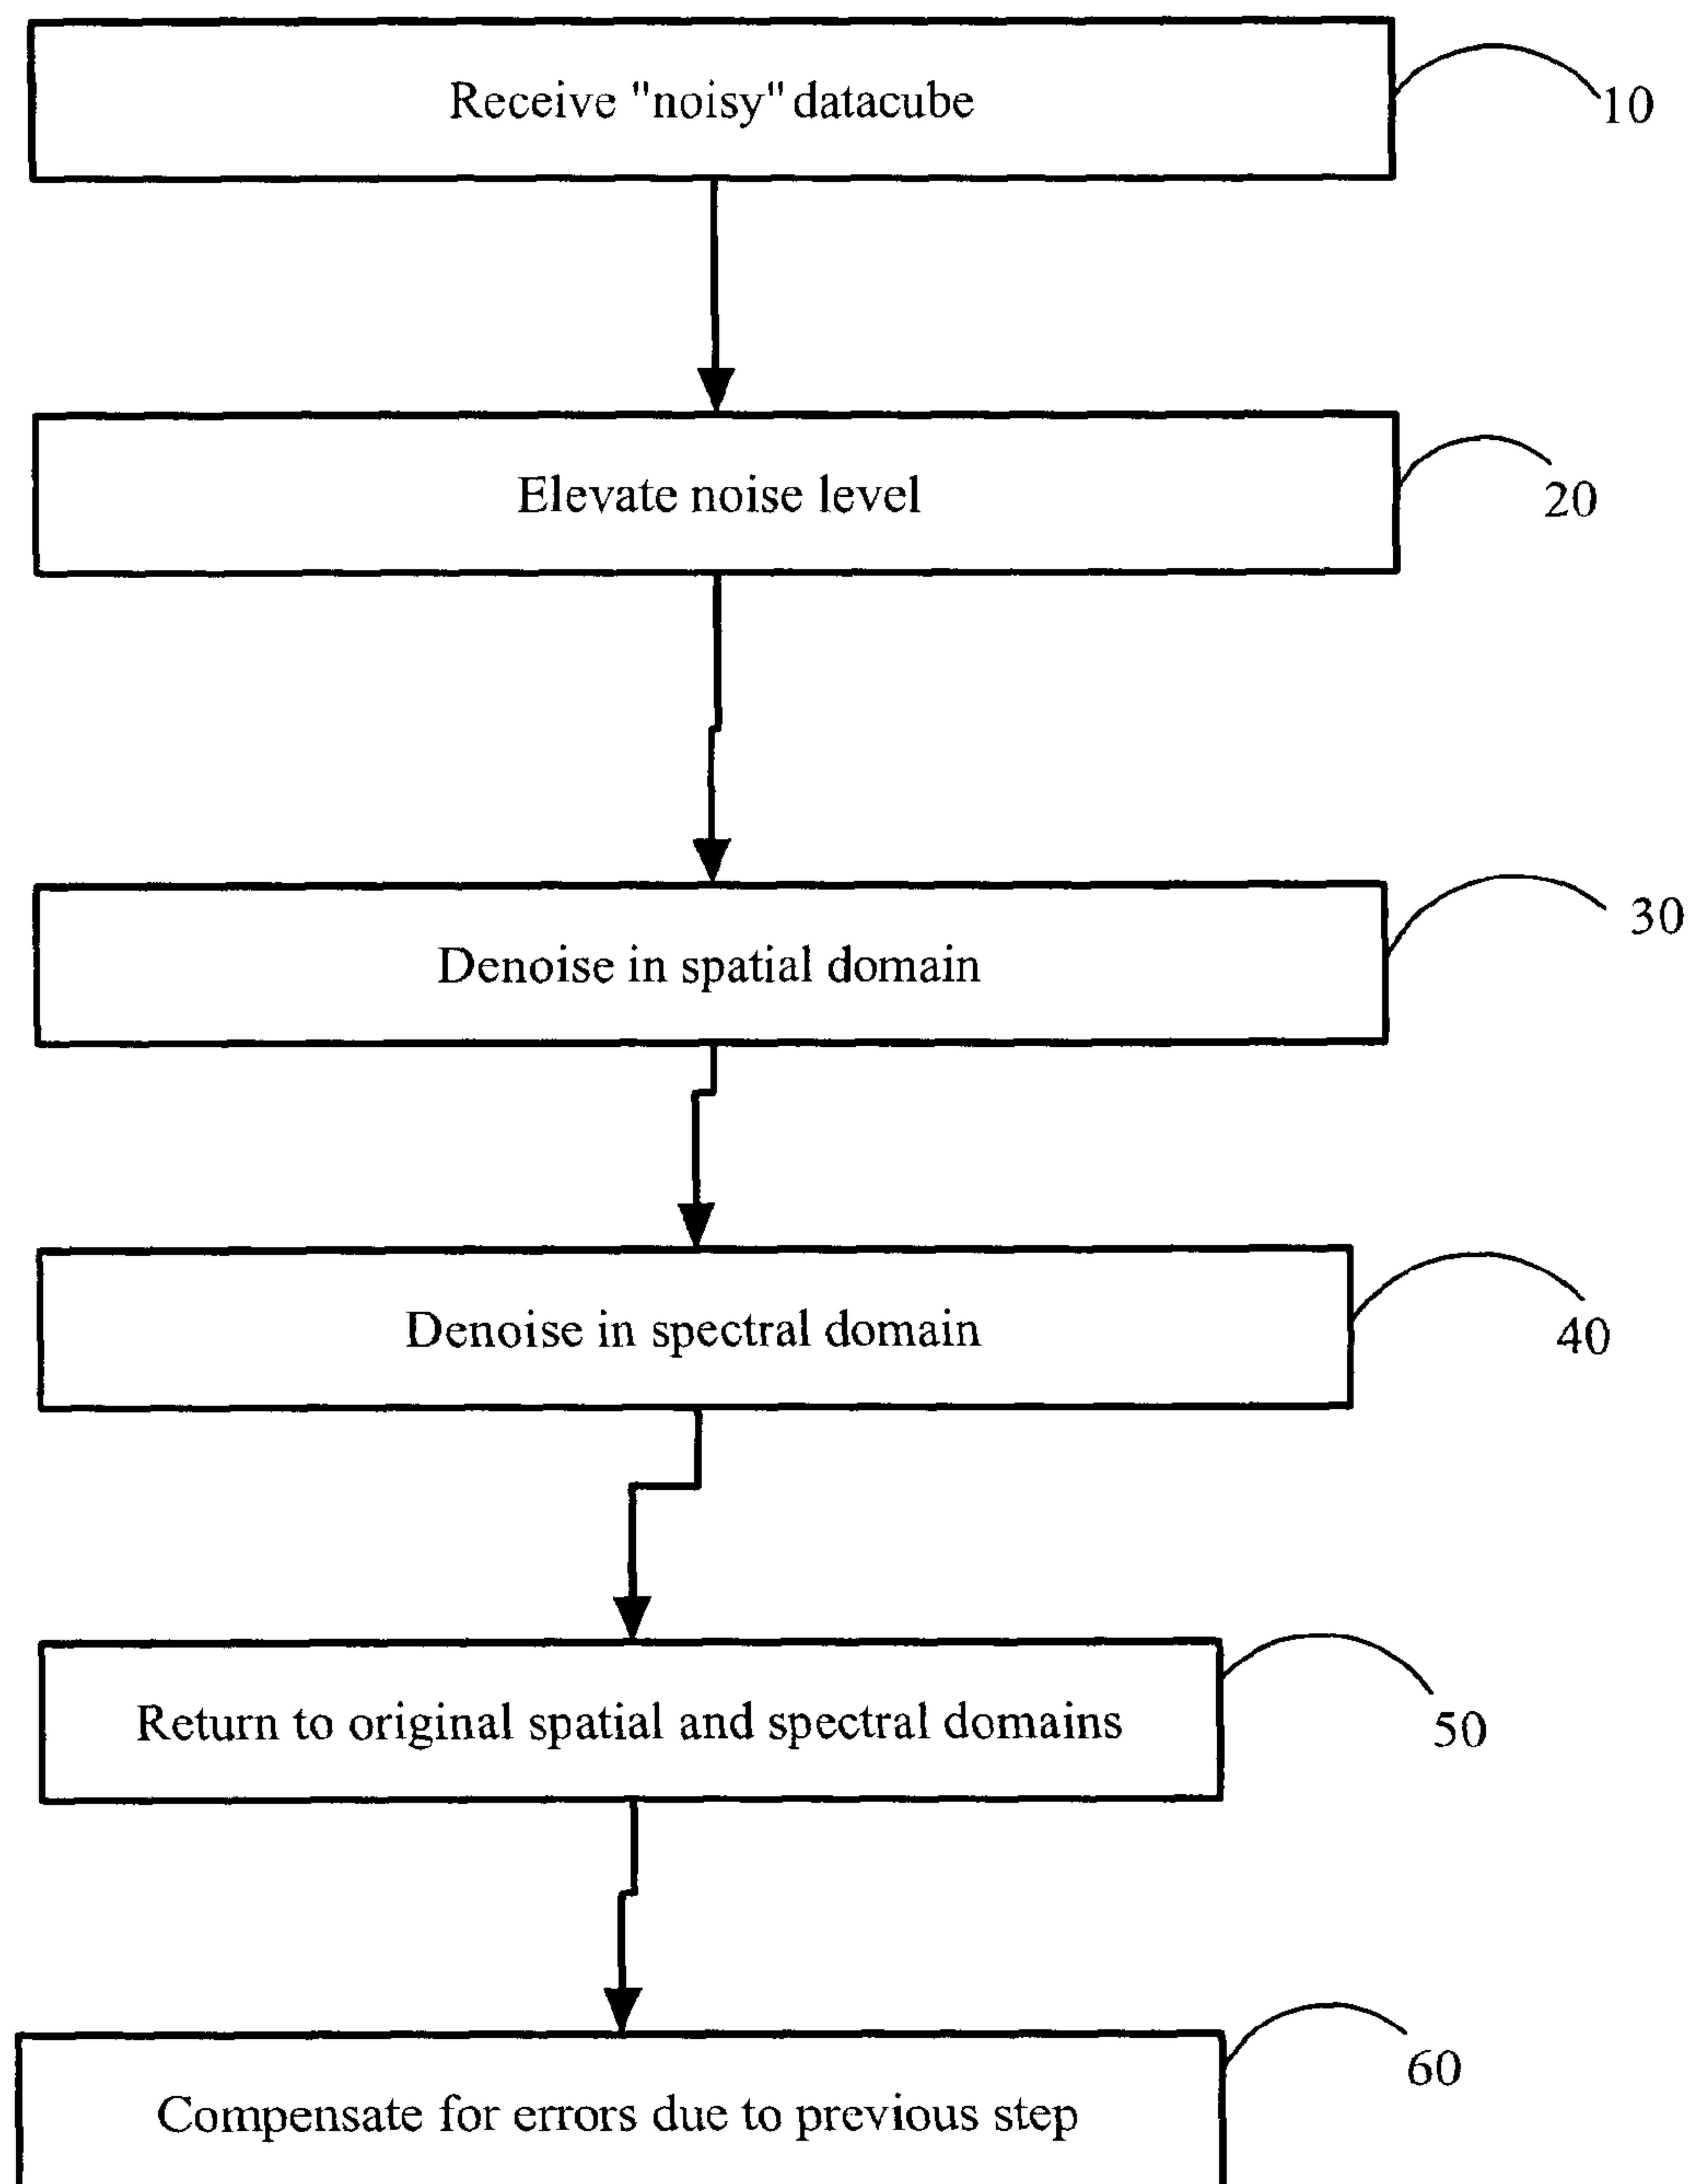 Receive "noisy" datacube
10
Elevate noise level
20
Denoise in spatial domain
30
Denoise in spectral domain
40
Return to original spatial and spectral domains
50
Compensate for errors due to previous step
60